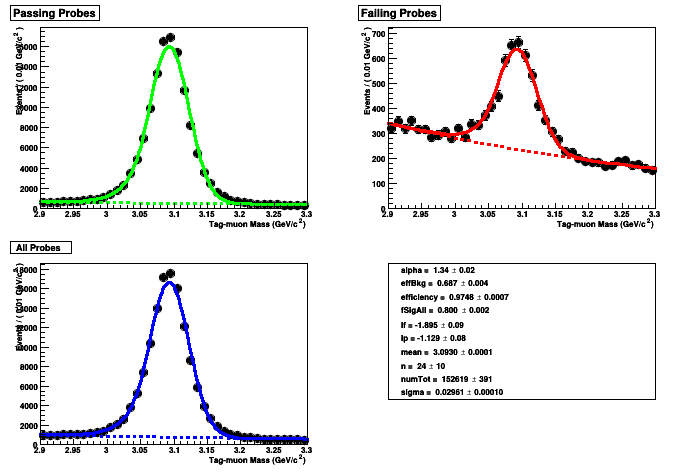 Passing Probes
Events / ( 0.01 GeV/c² )
16000
14000
12000
10000
8000
6000
4000
2000
0
2.9 2.95 3 3.05 3.1 3.15 3.2 3.25 3.3
Tag-muon Mass (GeV/c²)
Failing Probes
Events / ( 0.01 GeV/c² )
700
600
500
400
300
200
100
0
2.9 2.95 3 3.05 3.1 3.15 3.2 3.25 3.3
Tag-muon Mass (GeV/c²)
All Probes
Events / ( 0.01 GeV/c² )
18000
16000
14000
12000
10000
8000
6000
4000
2000
0
2.9 2.95 3 3.05 3.1 3.15 3.2 3.25 3.3
Tag-muon Mass (GeV/c²)
alpha = 1.34 ± 0.02
effBkg = 0.687 ± 0.004
efficiency = 0.9748 ± 0.0007
fSigAll = 0.800 ± 0.002
lf = -1.895 ± 0.09
lp = -1.129 ± 0.08
mean = 3.0930 ± 0.0001
n = 24 ± 10
numTot = 152619 ± 391
sigma = 0.02961 ± 0.00010